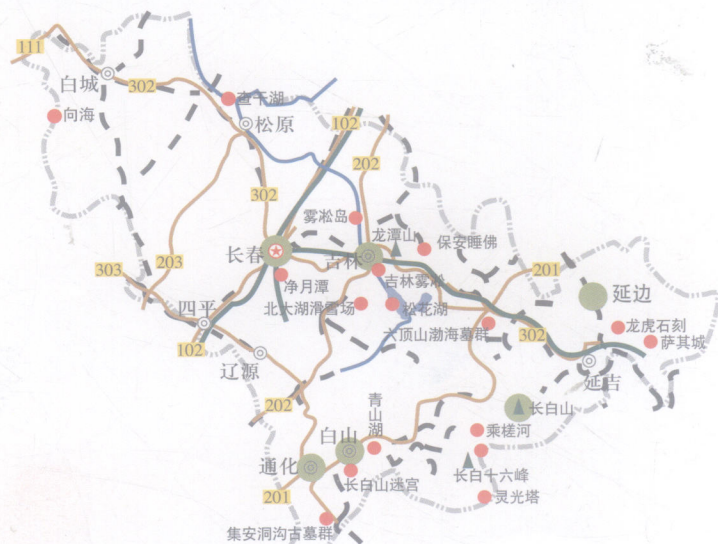 111
白城
302
向海
查干湖
松原
102
202
302
雾凇岛
龙潭山
保安睡佛
长春
吉林
203
303
净月潭
吉林雾凇
201
延边
北大湖滑雪场
松花湖
四平
六顶山渤海墓群
302
龙虎石刻
萨其城
102
辽源
延吉
202
青山湖
长白山
白山
乘槎河
通化
长白山迷宫
长白十六峰
201
灵光塔
集安洞沟古墓群